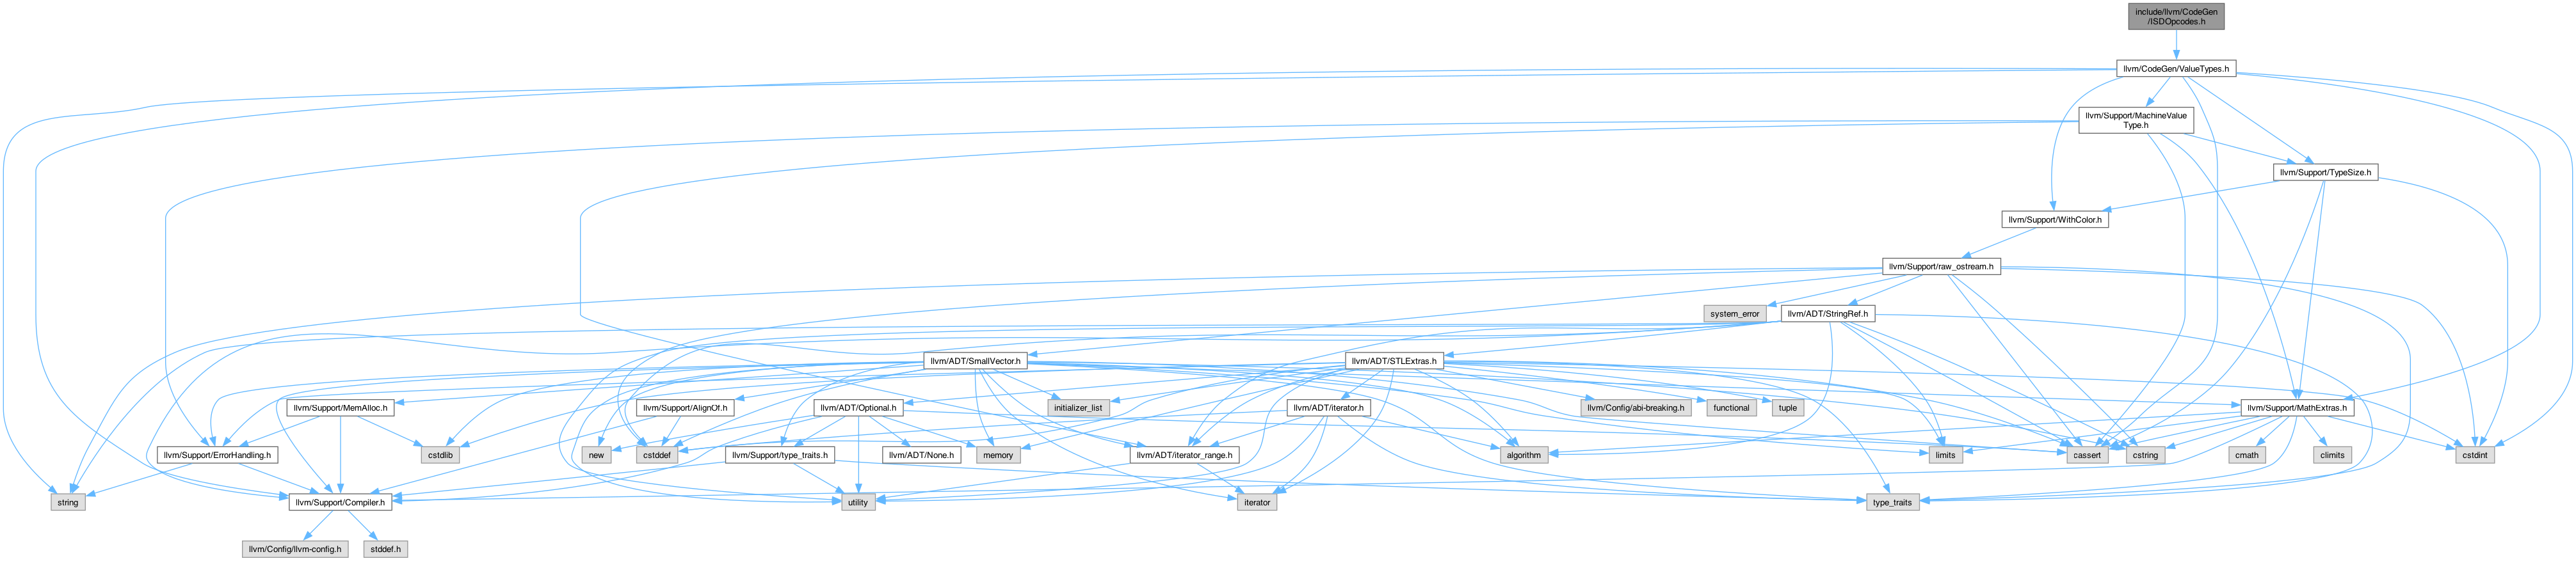 include/llvm/CodeGen
/ISDOpcodes.h
llvm/CodeGen/ValueTypes.h
llvm/Support/MachineValue
Type.h
llvm/Support/TypeSize.h
llvm/Support/WithColor.h
llvm/Support/raw_ostream.h
system_error
llvm/ADT/StringRef.h
llvm/ADT/SmallVector.h
llvm/ADT/STLExtras.h
llvm/Support/MemAlloc.h
llvm/Support/AlignOf.h
llvm/ADT/Optional.h
initializer_list
llvm/ADT/iterator.h
llvm/Config/abi-breaking.h
functional
tuple
llvm/Support/MathExtras.h
llvm/Support/ErrorHandling.h
cstdlib
new
cstddef
llvm/Support/type_traits.h
llvm/ADT/None.h
memory
llvm/ADT/iterator_range.h
algorithm
limits
cassert
cstring
cmath
climits
cstdint
string
llvm/Support/Compiler.h
utility
iterator
type_traits
llvm/Config/llvm-config.h
stddef.h